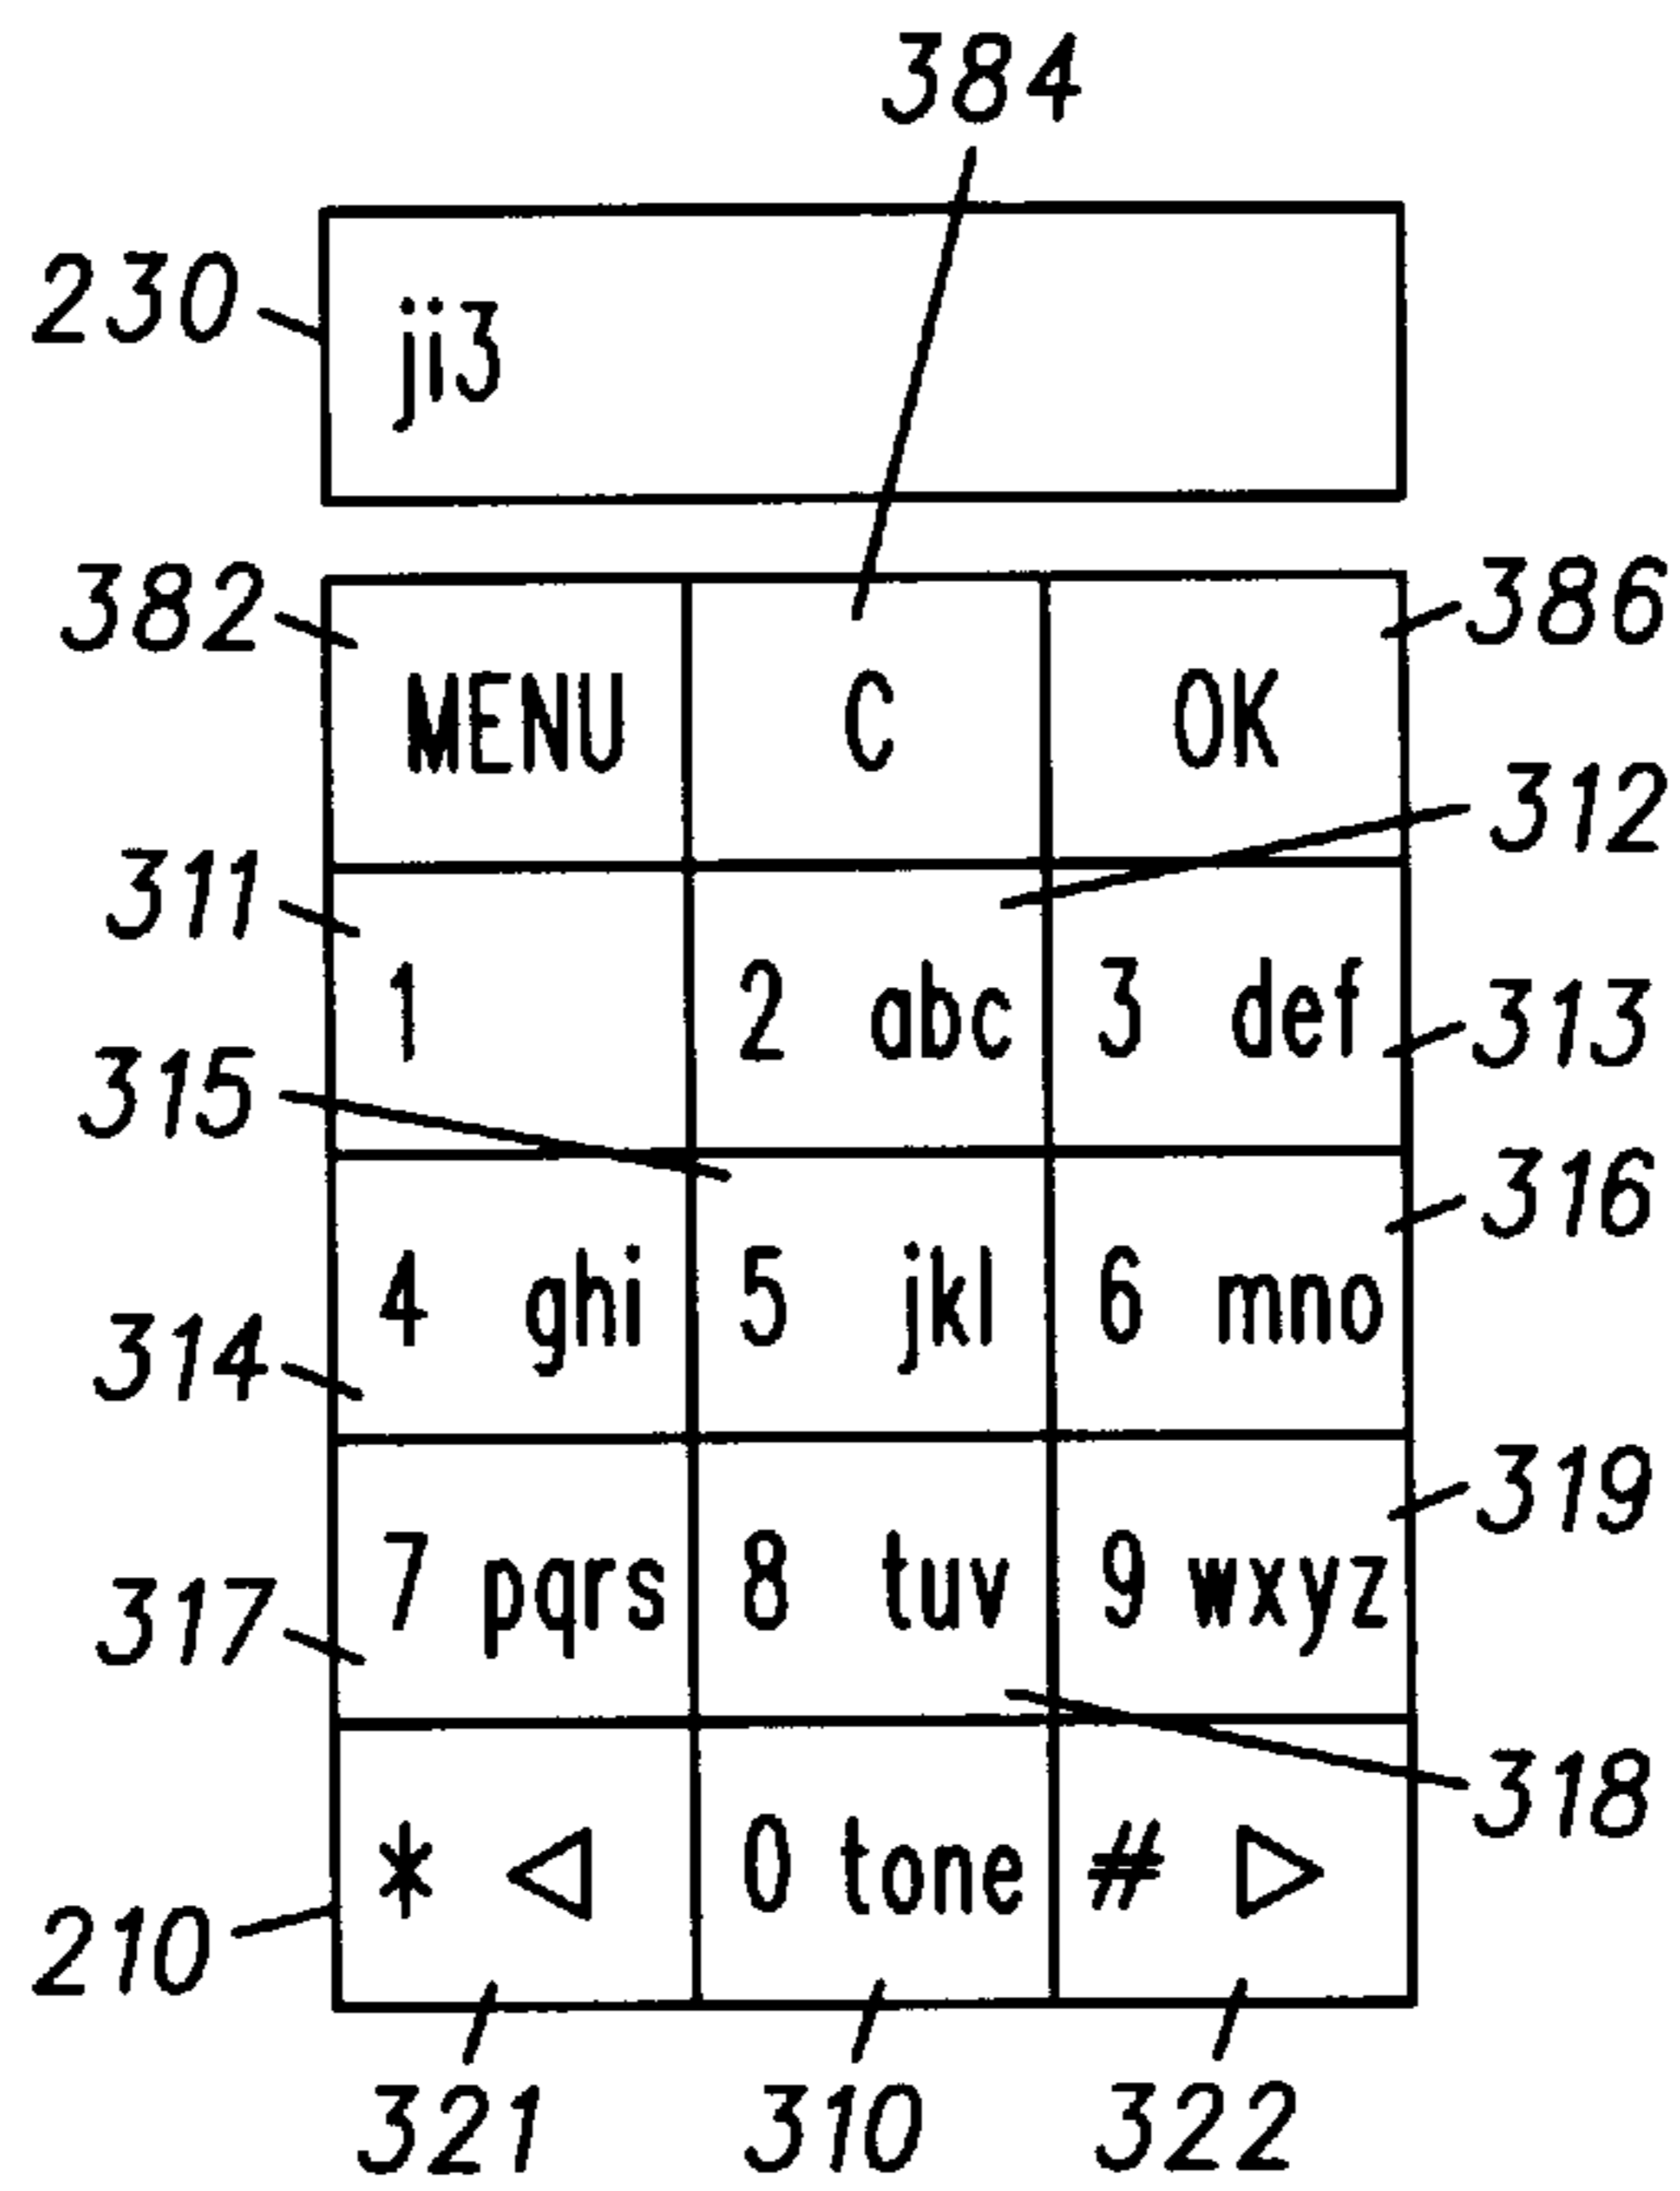 384
230
ji3
382
386
MENU C OK
312
311
1 2 abc 3 def
313
315
316
4 ghi 5 jkl 6 mno
314
319
7 pqrs 8 tuv 9 wxyz
317
318
* ◁ 0 tone # ▷
210
321 310 322